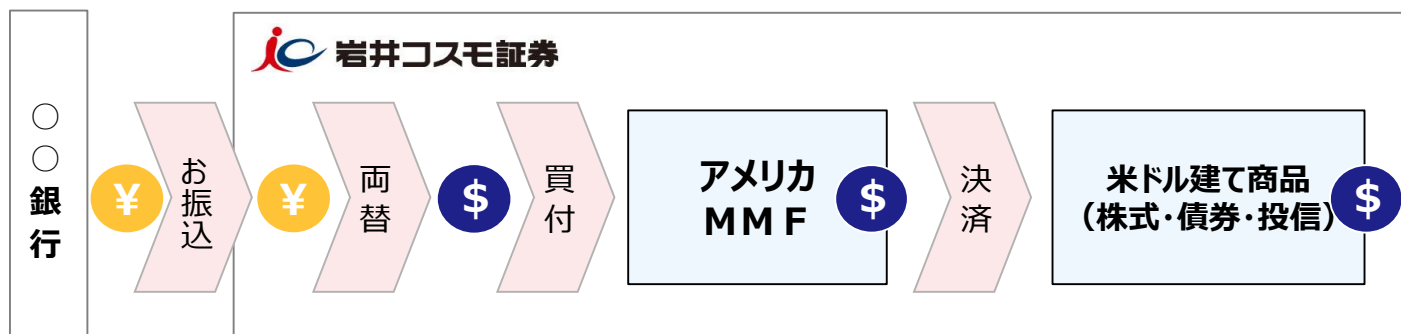 岩井コスモ証券
○○銀行
¥
お振込
¥
両替
$
買付
アメリカ
MMF
$
決済
米ドル建て商品
（株式・債券・投信）
$